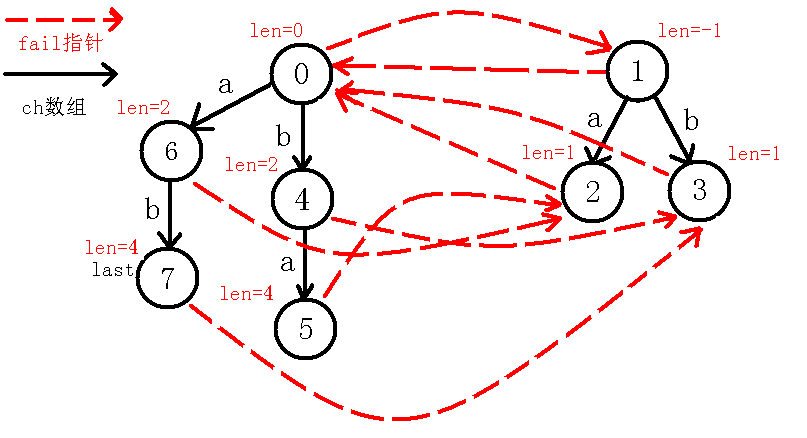 fail指针
ch数组
len=0
0
len=-1
1
a
b
a
b
len=2
6
len=2
4
len=1
2
len=1
3
b
a
len=4
last
7
len=4
5